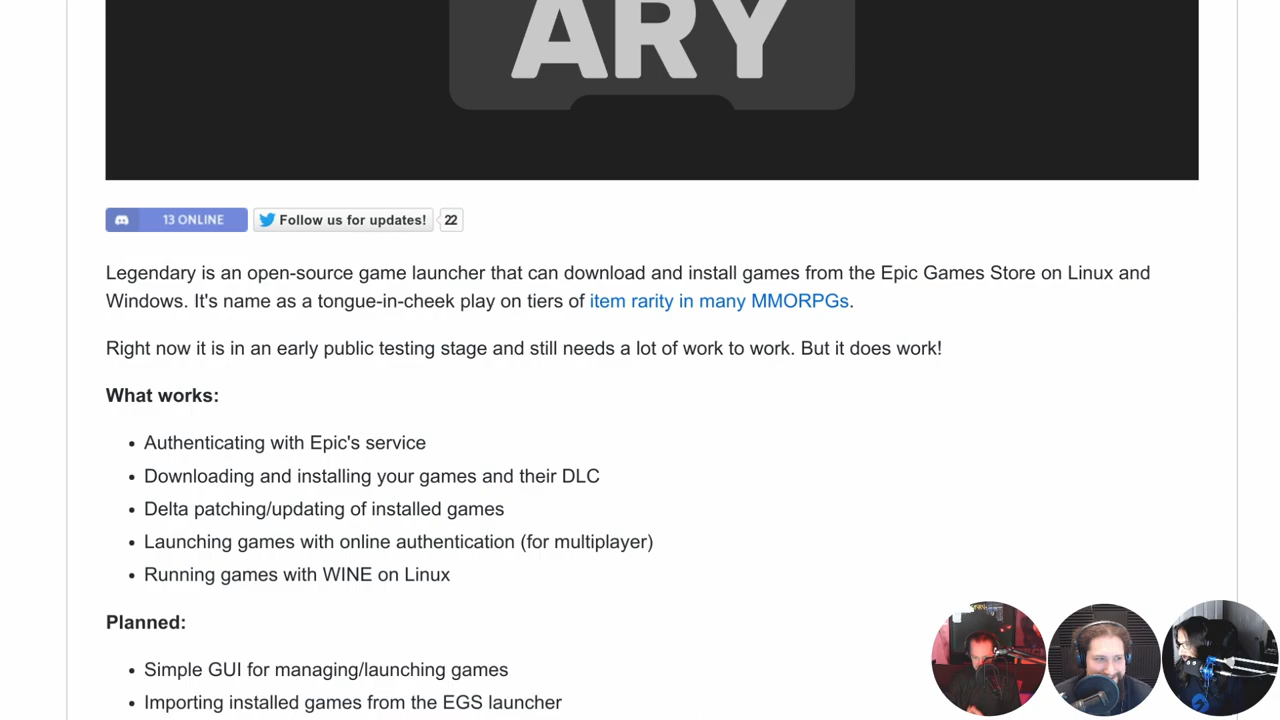 ARY
13 ONLINE
Follow us for updates!
22
Legendary is an open-source game launcher that can download and install games from the Epic Games Store on Linux and
Windows. It's name as a tongue-in-cheek play on tiers of item rarity in many MMORPGs.
Right now it is in an early public testing stage and still needs a lot of work to work. But it does work!
What works:
• Authenticating with Epic's service
• Downloading and installing your games and their DLC
• Delta patching/updating of installed games
• Launching games with online authentication (for multiplayer)
• Running games with WINE on Linux
Planned:
• Simple GUI for managing/launching games
• Importing installed games from the EGS launcher